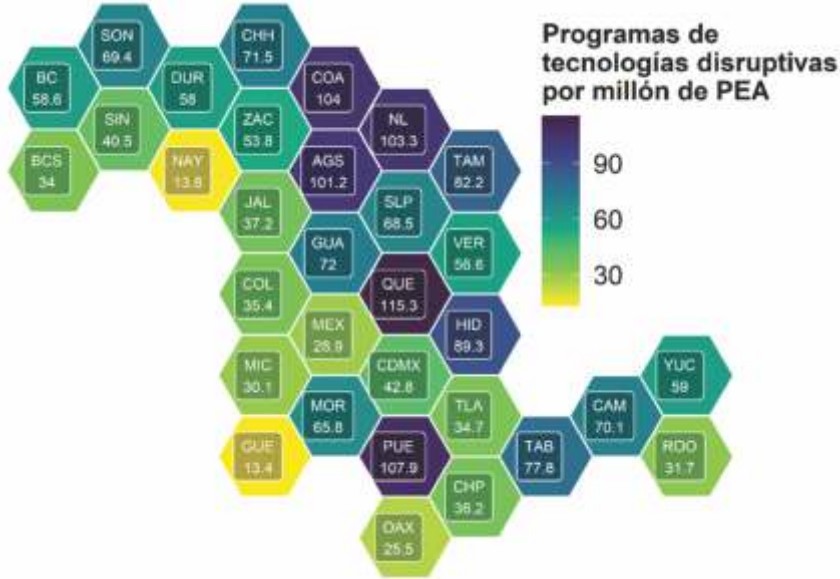 Programas de
tecnologías disruptivas
por millón de PEA
90
60
30
SON
69.4
CHH
71.5
BC
58.6
DUR
58
COA
104
SIN
40.5
ZAC
53.8
NL
103.3
BCS
34
NAY
13.8
AGS
101.2
TAM
82.2
JAL
37.2
SLP
68.5
GUA
72
VER
56.6
COL
35.4
QUE
115.3
MEX
28.9
HID
89.3
MIC
30.1
CDMX
42.8
YUC
59
MOR
65.8
TLA
34.7
CAM
70.1
GUE
13.4
PUE
107.9
TAB
77.8
ROO
31.7
CHP
36.2
OAX
25.5